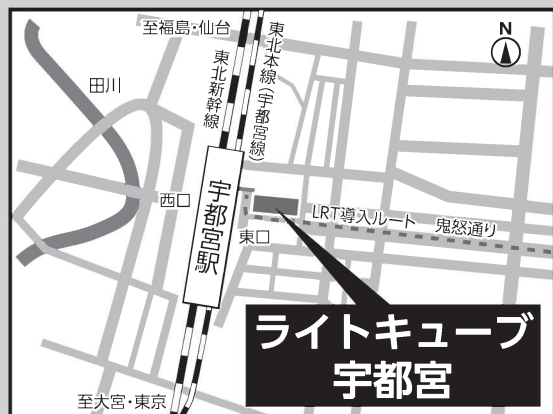 至福島・仙台
東北新幹線
東北本線(宇都宮線)
N
田川
西口
宇都宮駅
東口
LRT導入ルート 鬼怒通り
ライトキューブ
宇都宮
至大宮・東京